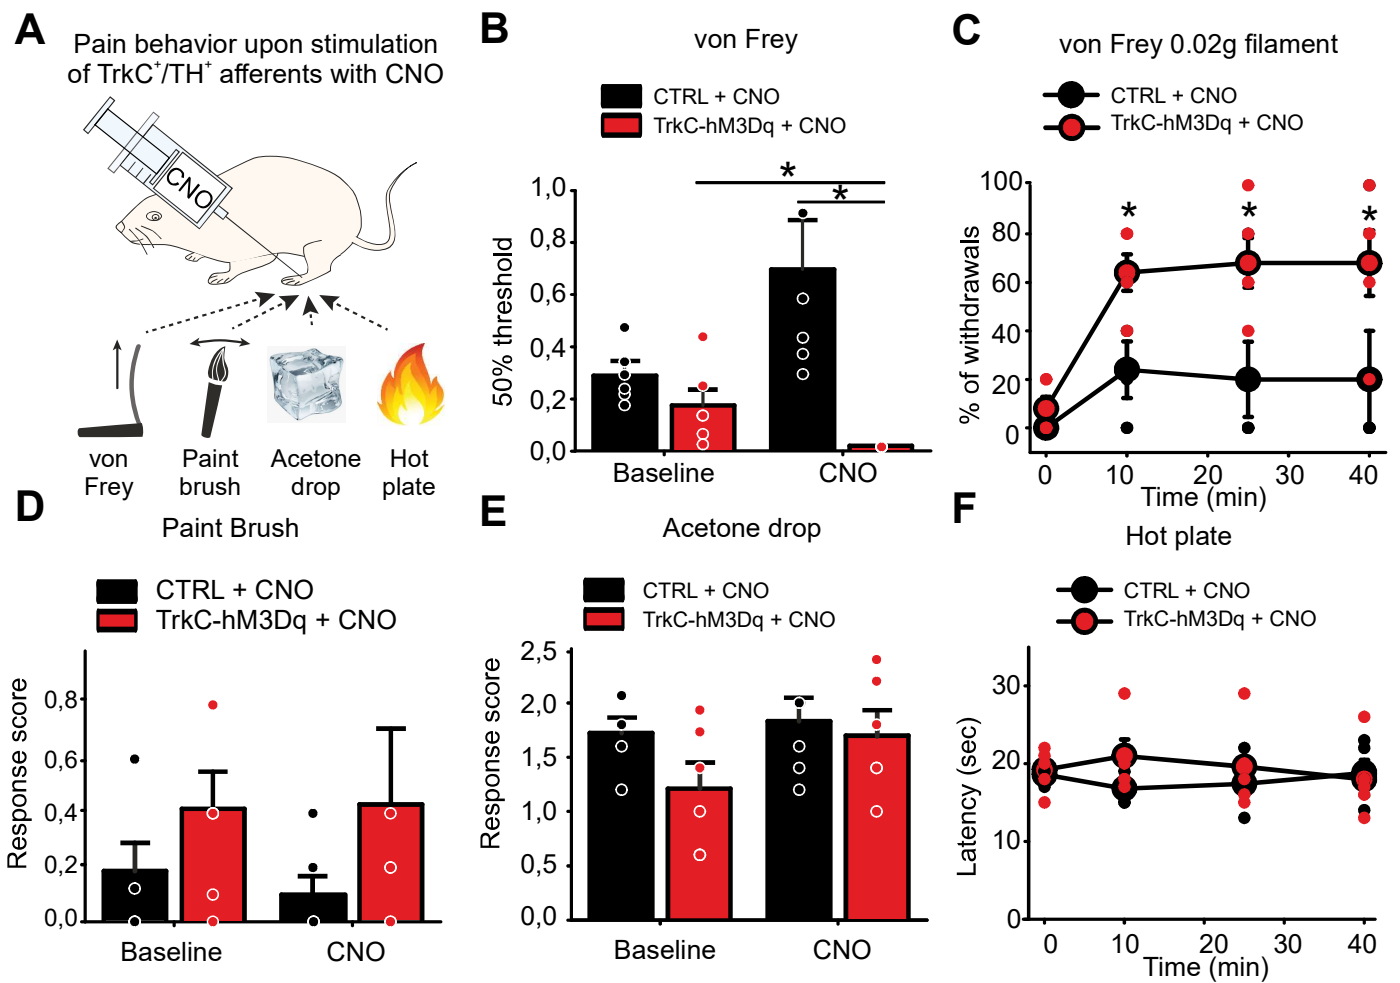 A
Pain behavior upon stimulation
of TrkC⁺/TH⁺ afferents with CNO
CNO
von
Frey
Paint
brush
Acetone
drop
Hot
plate
B
von Frey
CTRL + CNO
TrkC-hM3Dq + CNO
*
*
50% threshold
1,0
0,8
0,6
0,4
0,2
0,0
Baseline
CNO
C
von Frey 0.02g filament
CTRL + CNO
TrkC-hM3Dq + CNO
% of withdrawals
100
80
60
40
20
0
* * *
0 10 20 30 40
Time (min)
D
Paint Brush
CTRL + CNO
TrkC-hM3Dq + CNO
Response score
0,8
0,6
0,4
0,2
0,0
Baseline
CNO
E
Acetone drop
CTRL + CNO
TrkC-hM3Dq + CNO
Response score
2,5
2,0
1,5
1,0
0,5
0,0
Baseline
CNO
F
Hot plate
CTRL + CNO
TrkC-hM3Dq + CNO
Latency (sec)
30
20
10
0
0 10 20 30 40
Time (min)